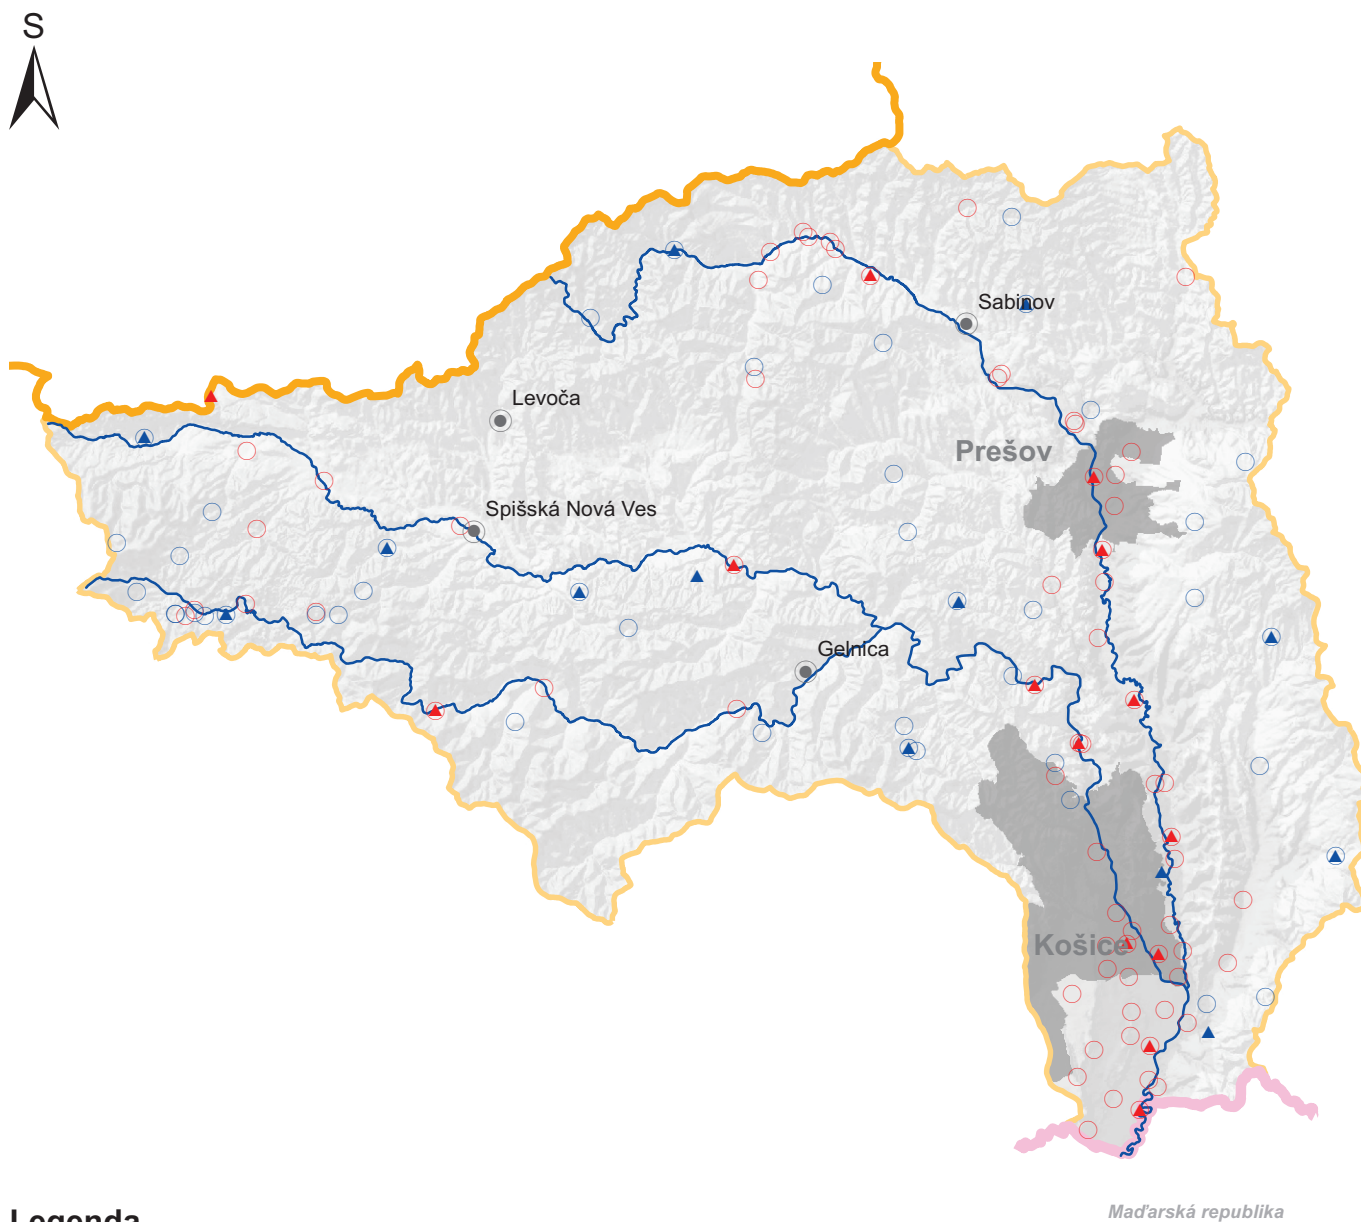 S
Sabinov
Levoča
Prešov
Spišská Nová Ves
Gelnica
Košice
Maďarská republika
Legenda